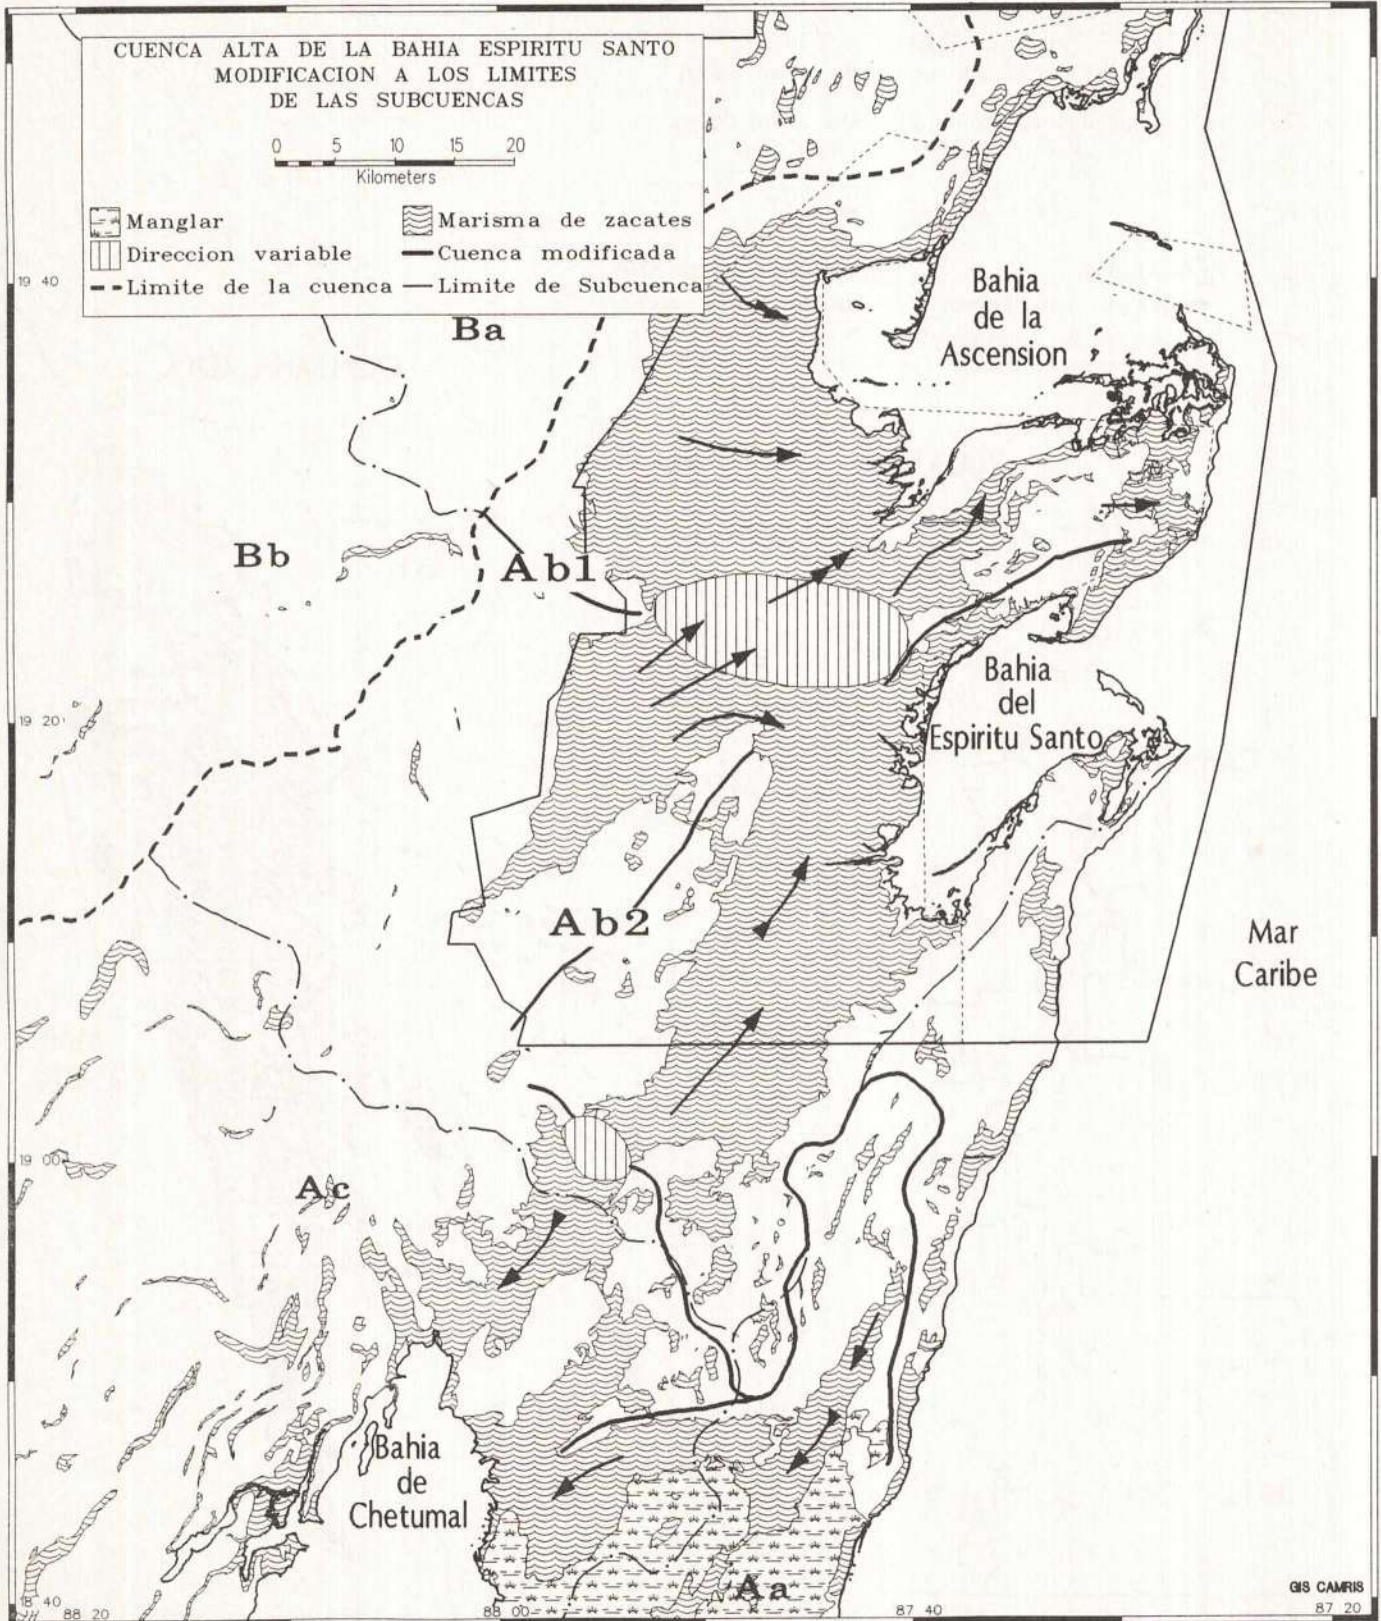 CUENCA ALTA DE LA BAHIA ESPIRITU SANTO
MODIFICACION A LOS LIMITES
DE LAS SUBCUENCAS
0 5 10 15 20
Kilometers
Manglar
Marisma de zacates
Direccion variable
Cuenca modificada
Limite de la cuenca
Limite de Subcuenca
19 40
Ba
Bahia
de la
Ascension
Bb
Ab1
19 20
Bahia
del
Espiritu Santo
Ab2
Mar
Caribe
19 00
Ac
Bahia
de
Chetumal
Aa
GIS CAMRIS
18 40
88 20
88 00
87 40
87 20